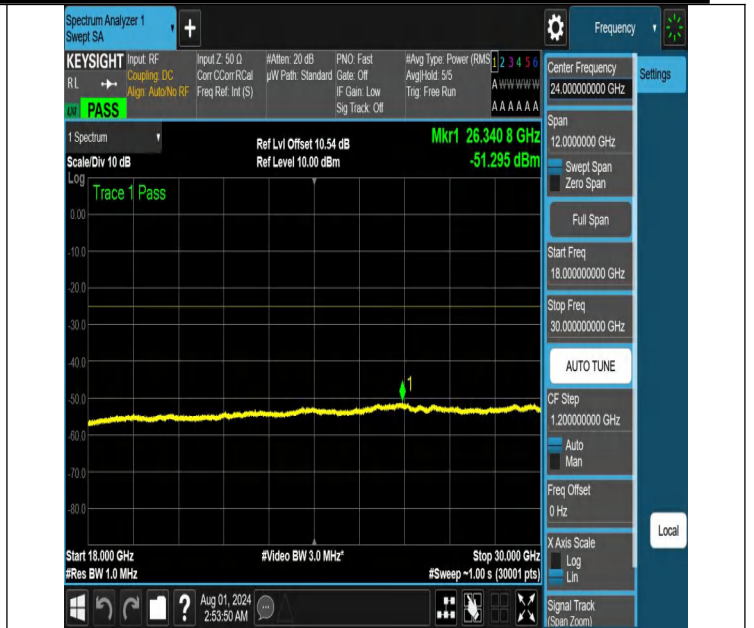 Spectrum Analyzer 1
Swept SA
Frequency
KEYSIGHT
RL
PASS
Input: RF
Coupling: DC
Align: Auto/No RF
Input Z: 50 Ω
Corr CCorr RCal
Freq Ref: Int (S)
#Atten: 20 dB
µW Path: Standard
PNO: Fast
Gate: Off
IF Gain: Low
Sig Track: Off
#Avg Type: Power (RMS
Avg|Hold: 5/5
Trig: Free Run
1 2 3 4 5 6
A W W W W W
A A A A A A
1 Spectrum
Scale/Div 10 dB
Ref Lvl Offset 10.54 dB
Ref Level 10.00 dBm
Mkr1 26.340 8 GHz
-51.295 dBm
Log
Trace 1 Pass
0.00
-10.0
-20.0
-30.0
-40.0
-50.0
-60.0
-70.0
-80.0
1
Start 18.000 GHz
#Res BW 1.0 MHz
#Video BW 3.0 MHz*
Stop 30.000 GHz
#Sweep ~1.00 s (30001 pts)
Aug 01, 2024
2:53:50 AM
Center Frequency
24.000000000 GHz
Settings
Span
12.0000000 GHz
Swept Span
Zero Span
Full Span
Start Freq
18.000000000 GHz
Stop Freq
30.000000000 GHz
AUTO TUNE
CF Step
1.200000000 GHz
Auto
Man
Freq Offset
0 Hz
X Axis Scale
Log
Lin
Local
Signal Track
(Span Zoom)